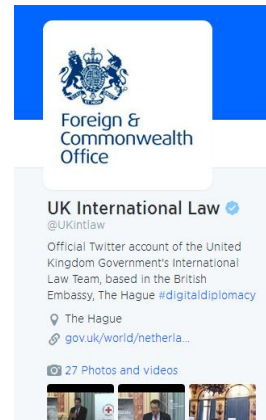 Foreign &
Commonwealth
Office
UK International Law
@UKintlaw
Official Twitter account of the United
Kingdom Government's International
Law Team, based in the British
Embassy, The Hague #digitaldiplomacy
The Hague
gov.uk/world/netherla...
27 Photos and videos